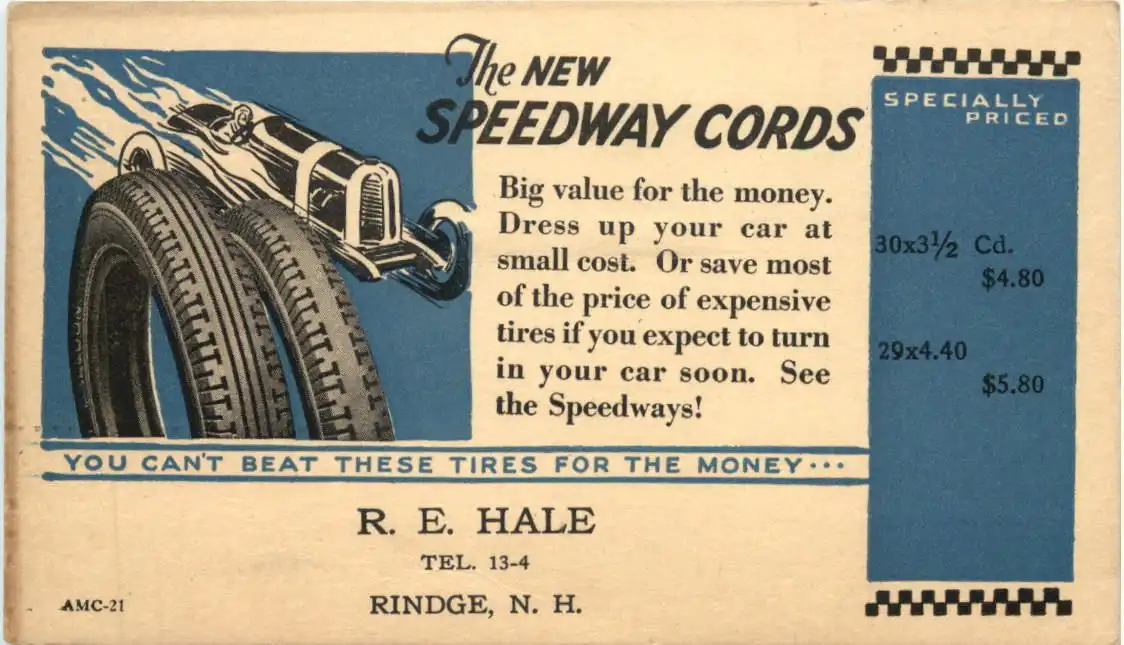 The NEW
SPEEDWAY CORDS
Big value for the money.
Dress up your car at
small cost. Or save most
of the price of expensive
tires if you expect to turn
in your car soon. See
the Speedways!
SPECIALLY
PRICED
30x3½ Cd.
$4.80
29x4.40
$5.80
YOU CAN'T BEAT THESE TIRES FOR THE MONEY...
R. E. HALE
TEL. 13-4
RINDGE, N. H.
AMC-21